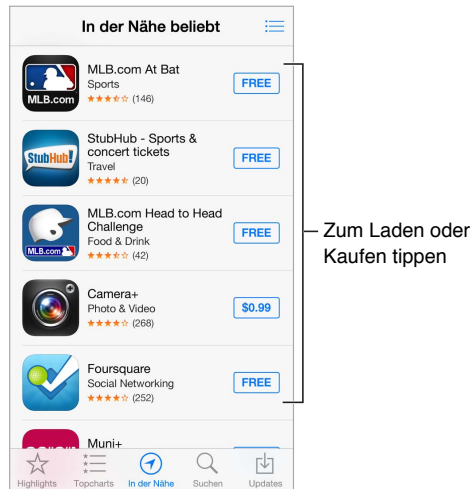 In der Nähe beliebt
MLB.com
MLB.com At Bat
Sports
(146)
FREE
StubHub!
StubHub - Sports &
concert tickets
Travel
(20)
FREE
MLB.com
MLB.com Head to Head
Challenge
Food & Drink
(42)
FREE
Camera+
Photo & Video
(268)
$0.99
Foursquare
Social Networking
(252)
FREE
Muni+
Zum Laden oder
Kaufen tippen
Highlights
Topcharts
In der Nähe
Suchen
Updates